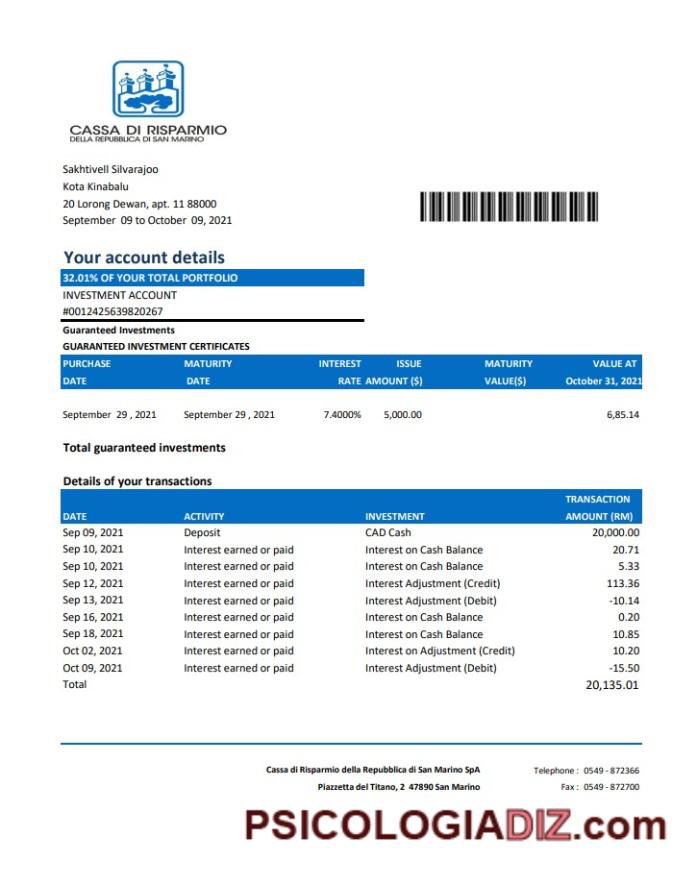 CASSA DI RISPARMIO
DELLA REPUBBLICA DI SAN MARINO
Sakhtivell Silvarajoo
Kota Kinabalu
20 Lorong Dewan, apt. 11 88000
September 09 to October 09, 2021
Your account details
32.01% OF YOUR TOTAL PORTFOLIO
INVESTMENT ACCOUNT
#0012425639820267
Guaranteed Investments
GUARANTEED INVESTMENT CERTIFICATES
PURCHASE MATURITY INTEREST ISSUE MATURITY VALUE AT
DATE DATE RATE AMOUNT ($) VALUE($) October 31, 2021
September 29 , 2021 September 29 , 2021 7.4000% 5,000.00 6,85.14
Total guaranteed investments
Details of your transactions
TRANSACTION
DATE ACTIVITY INVESTMENT AMOUNT (RM)
Sep 09, 2021 Deposit CAD Cash 20,000.00
Sep 10, 2021 Interest earned or paid Interest on Cash Balance 20.71
Sep 10, 2021 Interest earned or paid Interest on Cash Balance 5.33
Sep 12, 2021 Interest earned or paid Interest Adjustment (Credit) 113.36
Sep 13, 2021 Interest earned or paid Interest Adjustment (Debit) -10.14
Sep 16, 2021 Interest earned or paid Interest on Cash Balance 0.20
Sep 18, 2021 Interest earned or paid Interest on Cash Balance 10.85
Oct 02, 2021 Interest earned or paid Interest on Adjustment (Credit) 10.20
Oct 09, 2021 Interest earned or paid Interest Adjustment (Debit) -15.50
Total 20,135.01
Cassa di Risparmio della Repubblica di San Marino SpA Telephone : 0549 - 872366
Piazzetta del Titano, 2 47890 San Marino Fax : 0549 - 872700
PSICOLOGIADIZ.com